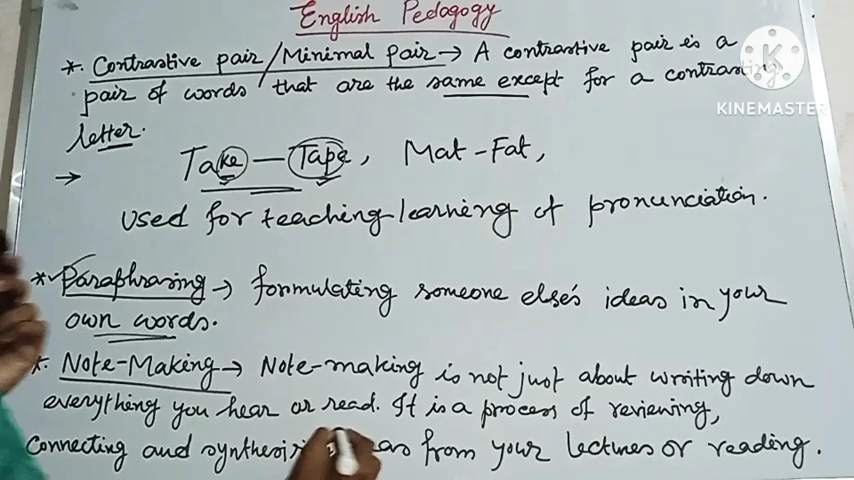 English Pedagogy
*. Contrastive pair/Minimal pair → A contrastive pair is a
pair of words that are the same except for a contrasting
letter.
→ Take — Tape, Mat - Fat,
used for teaching-learning of pronunciation.
* Paraphrasing → formulating someone else's ideas in your
own words.
*. Note-Making → Note-making is not just about writing down
everything you hear or read. It is a process of reviewing,
Connecting and from your lectures or reading.
K
KINEMASTER